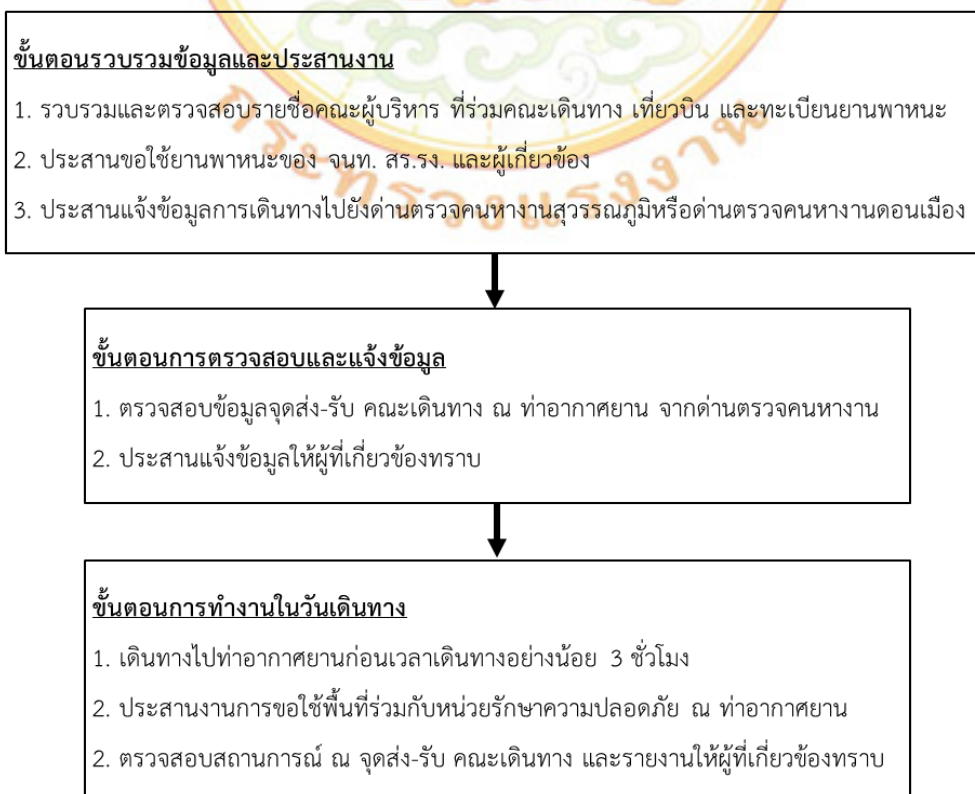 ขั้นตอนรวบรวมข้อมูลและประสานงาน
1. รวบรวมและตรวจสอบรายชื่อคณะผู้บริหาร ที่ร่วมคณะเดินทาง เที่ยวบิน และทะเบียนยานพาหนะ
2. ประสานขอใช้ยานพาหนะของ จนท. สร.รง. และผู้เกี่ยวข้อง
3. ประสานแจ้งข้อมูลการเดินทางไปยังด่านตรวจคนหางานสุวรรณภูมิหรือด่านตรวจคนหางานดอนเมือง
กระทรวงแรงงาน
ขั้นตอนการตรวจสอบและแจ้งข้อมูล
1. ตรวจสอบข้อมูลจุดส่ง-รับ คณะเดินทาง ณ ท่าอากาศยาน จากด่านตรวจคนหางาน
2. ประสานแจ้งข้อมูลให้ผู้ที่เกี่ยวข้องทราบ
ขั้นตอนการทำงานในวันเดินทาง
1. เดินทางไปท่าอากาศยานก่อนเวลาเดินทางอย่างน้อย 3 ชั่วโมง
2. ประสานงานการขอใช้พื้นที่ร่วมกับหน่วยรักษาความปลอดภัย ณ ท่าอากาศยาน
2. ตรวจสอบสถานการณ์ ณ จุดส่ง-รับ คณะเดินทาง และรายงานให้ผู้ที่เกี่ยวข้องทราบ